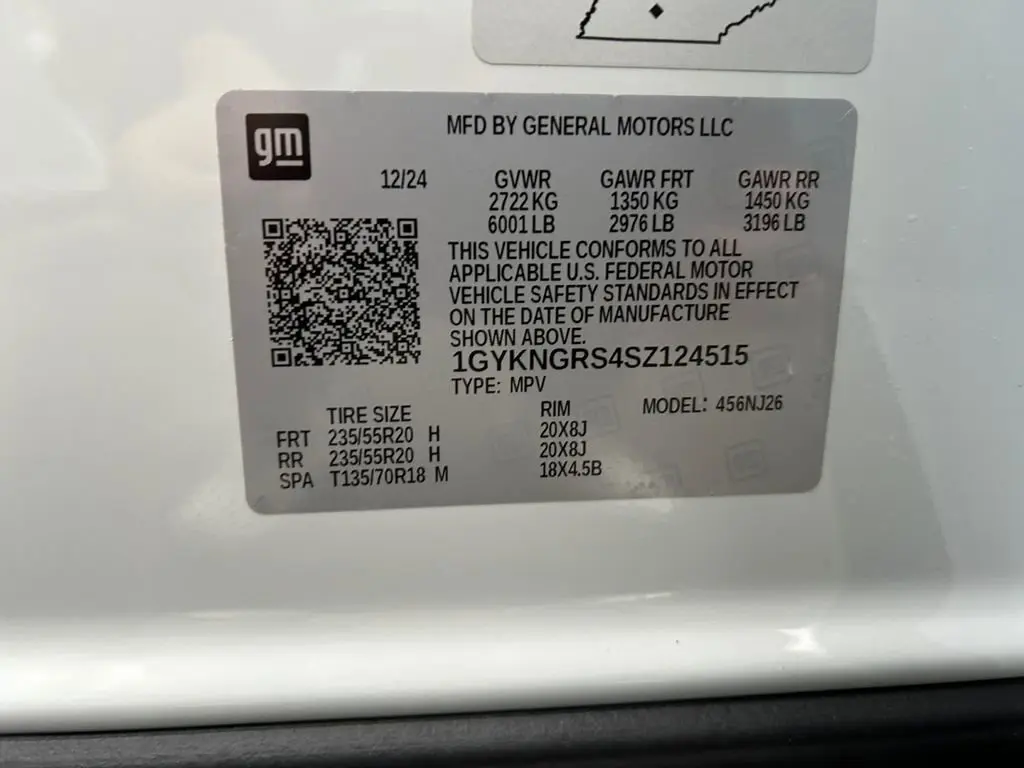 gm
MFD BY GENERAL MOTORS LLC
12/24 GVWR GAWR FRT GAWR RR
2722 KG 1350 KG 1450 KG
6001 LB 2976 LB 3196 LB
THIS VEHICLE CONFORMS TO ALL
APPLICABLE U.S. FEDERAL MOTOR
VEHICLE SAFETY STANDARDS IN EFFECT
ON THE DATE OF MANUFACTURE
SHOWN ABOVE.
1GYKNGRS4SZ124515
TYPE: MPV
TIRE SIZE RIM MODEL: 456NJ26
FRT 235/55R20 H 20X8J
RR 235/55R20 H 20X8J
SPA T135/70R18 M 18X4.5B